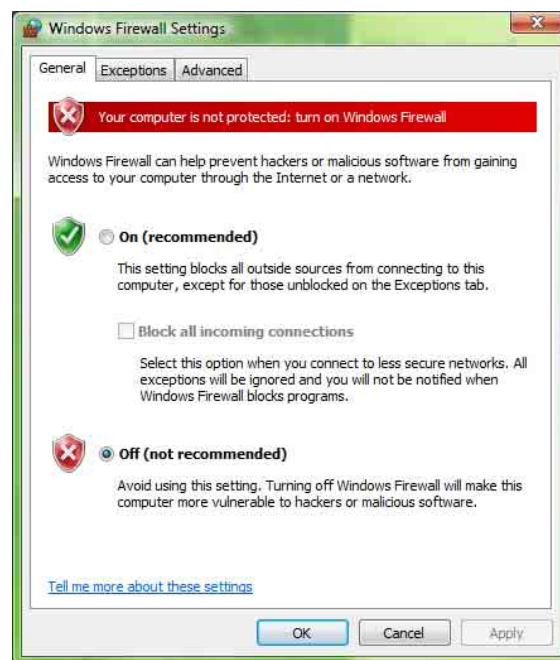 Windows Firewall Settings
General Exceptions Advanced
Your computer is not protected: turn on Windows Firewall
Windows Firewall can help prevent hackers or malicious software from gaining
access to your computer through the Internet or a network.
On (recommended)
This setting blocks all outside sources from connecting to this
computer, except for those unblocked on the Exceptions tab.
Block all incoming connections
Select this option when you connect to less secure networks. All
exceptions will be ignored and you will not be notified when
Windows Firewall blocks programs.
Off (not recommended)
Avoid using this setting. Turning off Windows Firewall will make this
computer more vulnerable to hackers or malicious software.
Tell me more about these settings
OK Cancel Apply